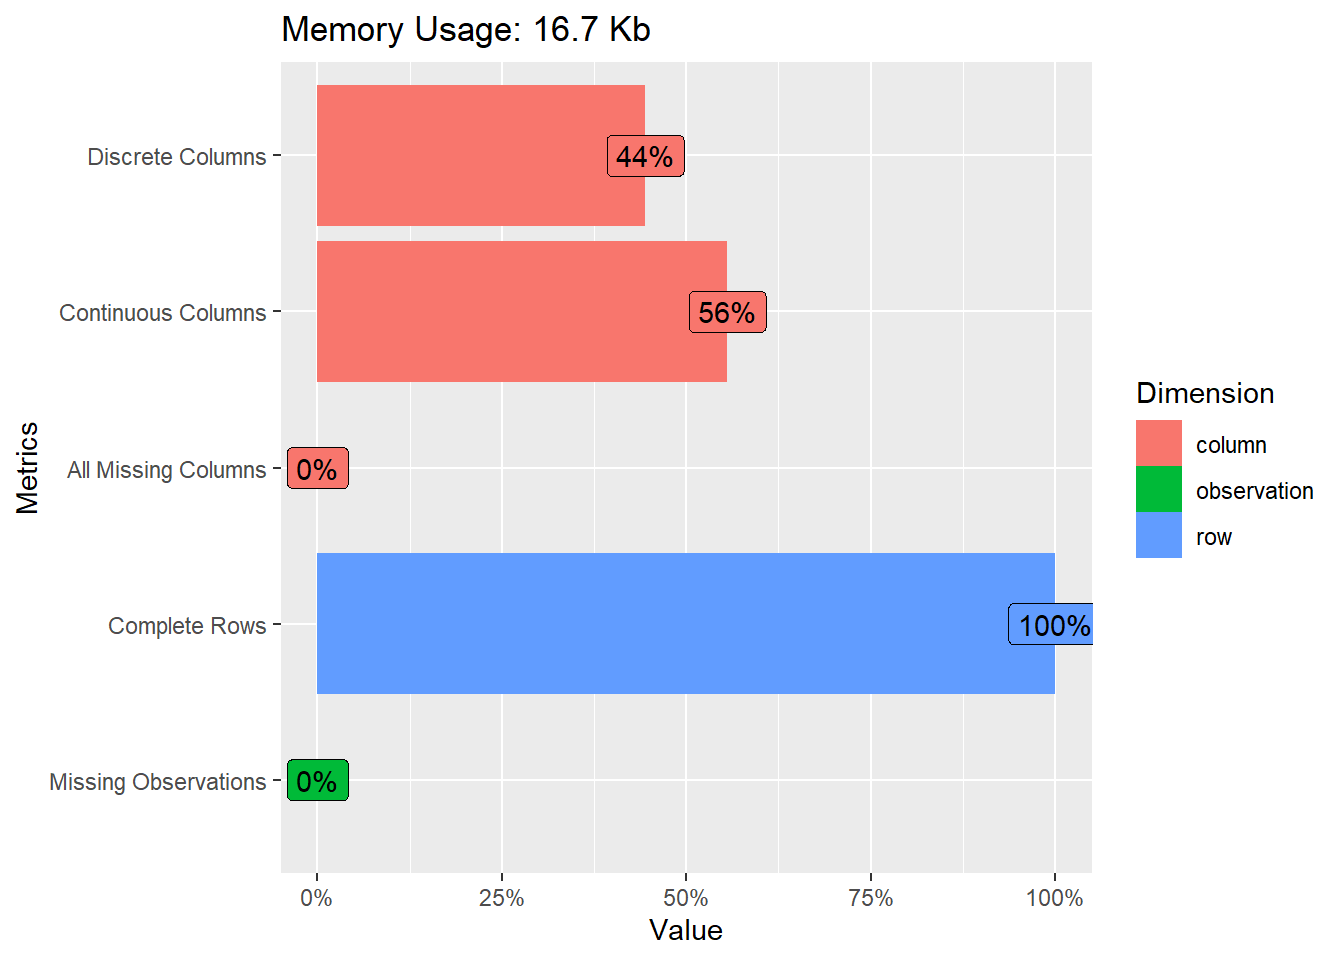 Memory Usage: 16.7 Kb
Discrete Columns
44%
Continuous Columns
56%
All Missing Columns
0%
Complete Rows
100%
Missing Observations
0%
Metrics
0%
25%
50%
75%
100%
Value
Dimension
column
observation
row